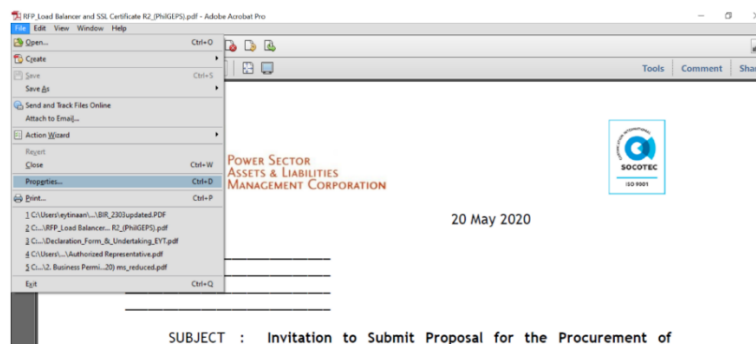 RFP_Load Balancer and SSL Certificate R2_(PhilGEPS).pdf - Adobe Acrobat Pro
File Edit View Window Help
Open... Ctrl+O
Create
Save Ctrl+S
Save As
Send and Track Files Online
Attach to Email...
Action Wizard
Revert
Close Ctrl+W
Properties... Ctrl+D
Print... Ctrl+P
1 C:\Users\eytinaan\...\BIR_2303updated.PDF
2 C:...\RFP_Load Balancer... R2_(PhilGEPS).pdf
3 C:...\Declaration_Form_&_Undertaking_EYT.pdf
4 C:\Users\...\Authorized Representative.pdf
5 C:...\2. Business Permi...20) ms_reduced.pdf
Exit Ctrl+Q
Tools Comment Shar
POWER SECTOR
ASSETS & LIABILITIES
MANAGEMENT CORPORATION
SOCOTEC
ISO 9001
20 May 2020
SUBJECT : Invitation to Submit Proposal for the Procurement of